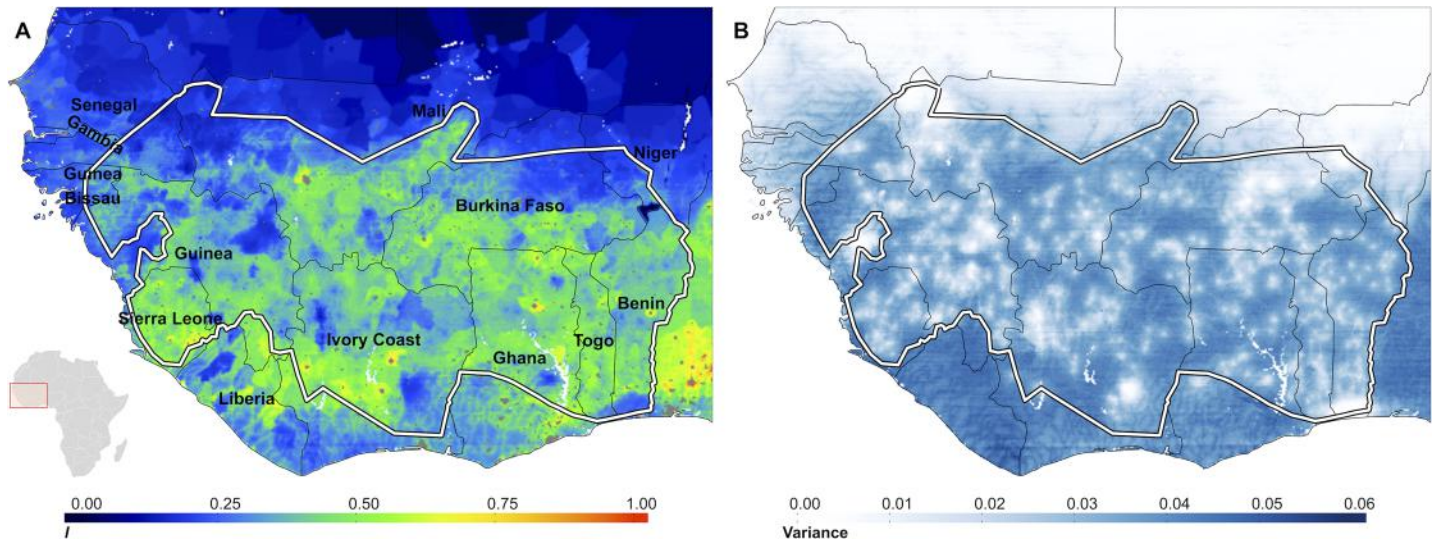 A
B
Senegal
Gambia
Guinea
Bissau
Mali
Niger
Burkina Faso
Guinea
Benin
Sierra Leone
Ivory Coast
Togo
Ghana
Liberia
0.00 0.25 0.50 0.75 1.00
I
0.00 0.01 0.02 0.03 0.04 0.05 0.06
Variance